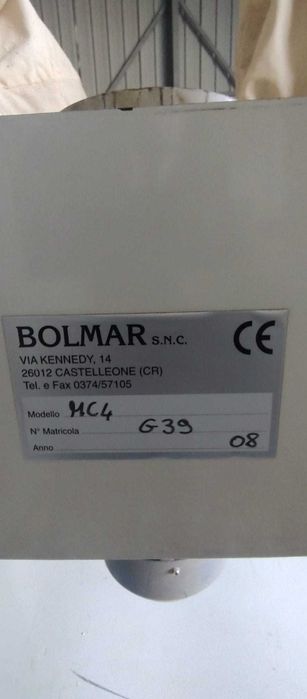 BOLMAR S.N.C. CE
VIA KENNEDY, 14
26012 CASTELLEONE (CR)
Tel. e Fax 0374/57105
Modello MC4
N° Matricola G39
Anno 08